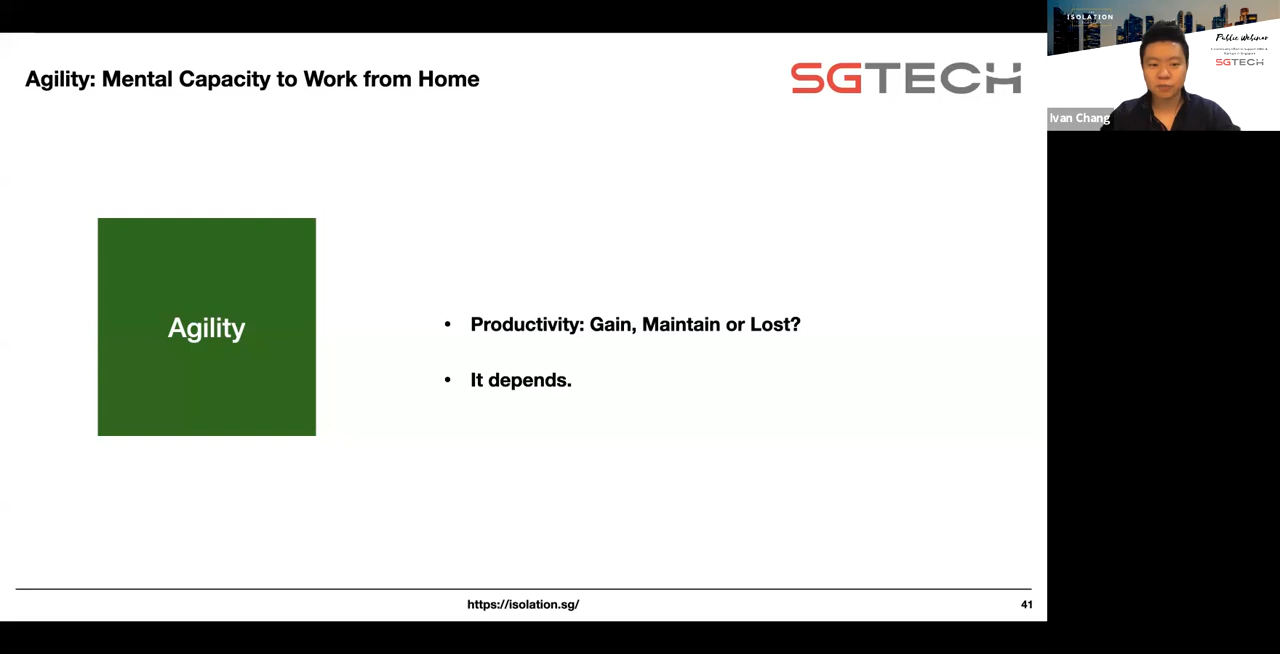 Agility: Mental Capacity to Work from Home
SGTECH
Agility
• Productivity: Gain, Maintain or Lost?
• It depends.
https://isolation.sg/
41
ISOLATION
Public Webinar
SGTECH
Ivan Chang